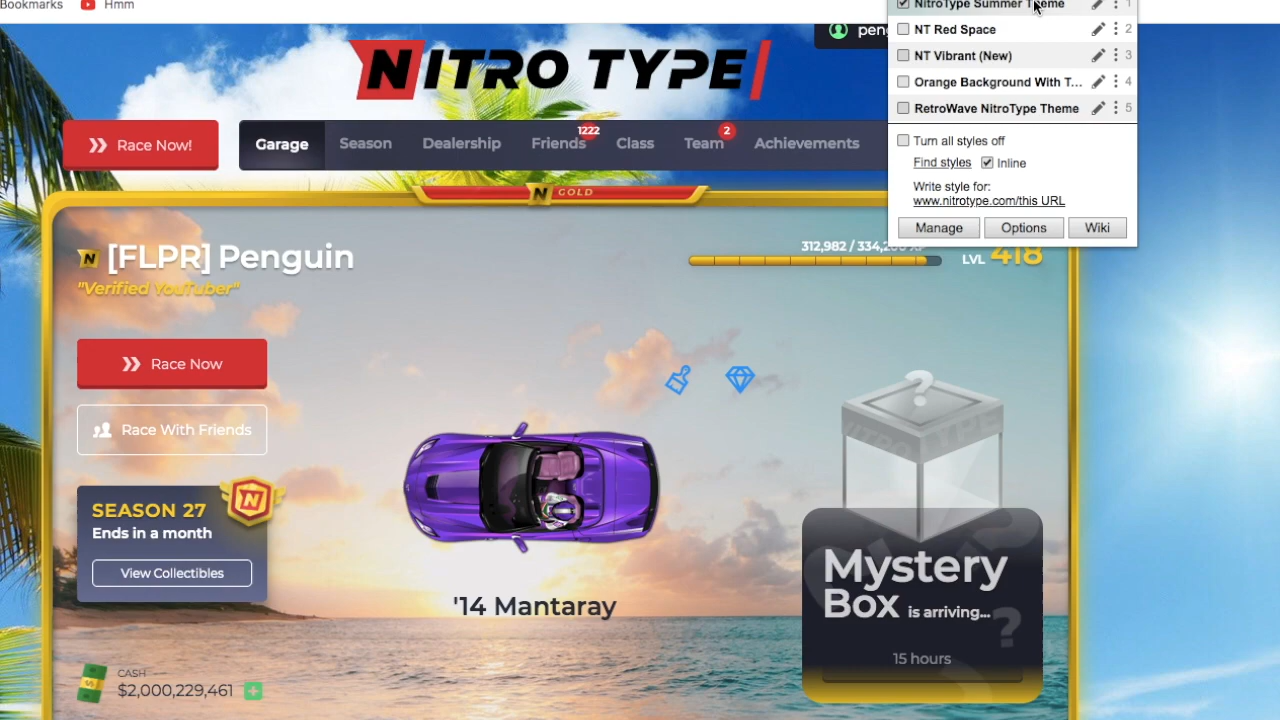 Bookmarks Hmm
NitroType Summer Theme 1
NT Red Space 2
NT Vibrant (New) 3
Orange Background With T... 4
RetroWave NitroType Theme 5
Turn all styles off
Find styles Inline
Write style for:
www.nitrotype.com/this URL
Manage Options Wiki
NITRO TYPE
Race Now!
Garage Season Dealership Friends 1222 Class Team 2 Achievements
N GOLD
N [FLPR] Penguin
"Verified YouTuber"
312,982 /
LVL 418
Race Now
Race With Friends
SEASON 27
N
Ends in a month
View Collectibles
'14 Mantaray
?
NITRO TYPE
Mystery
Box is arriving...
?
15 hours
CASH
$2,000,229,461